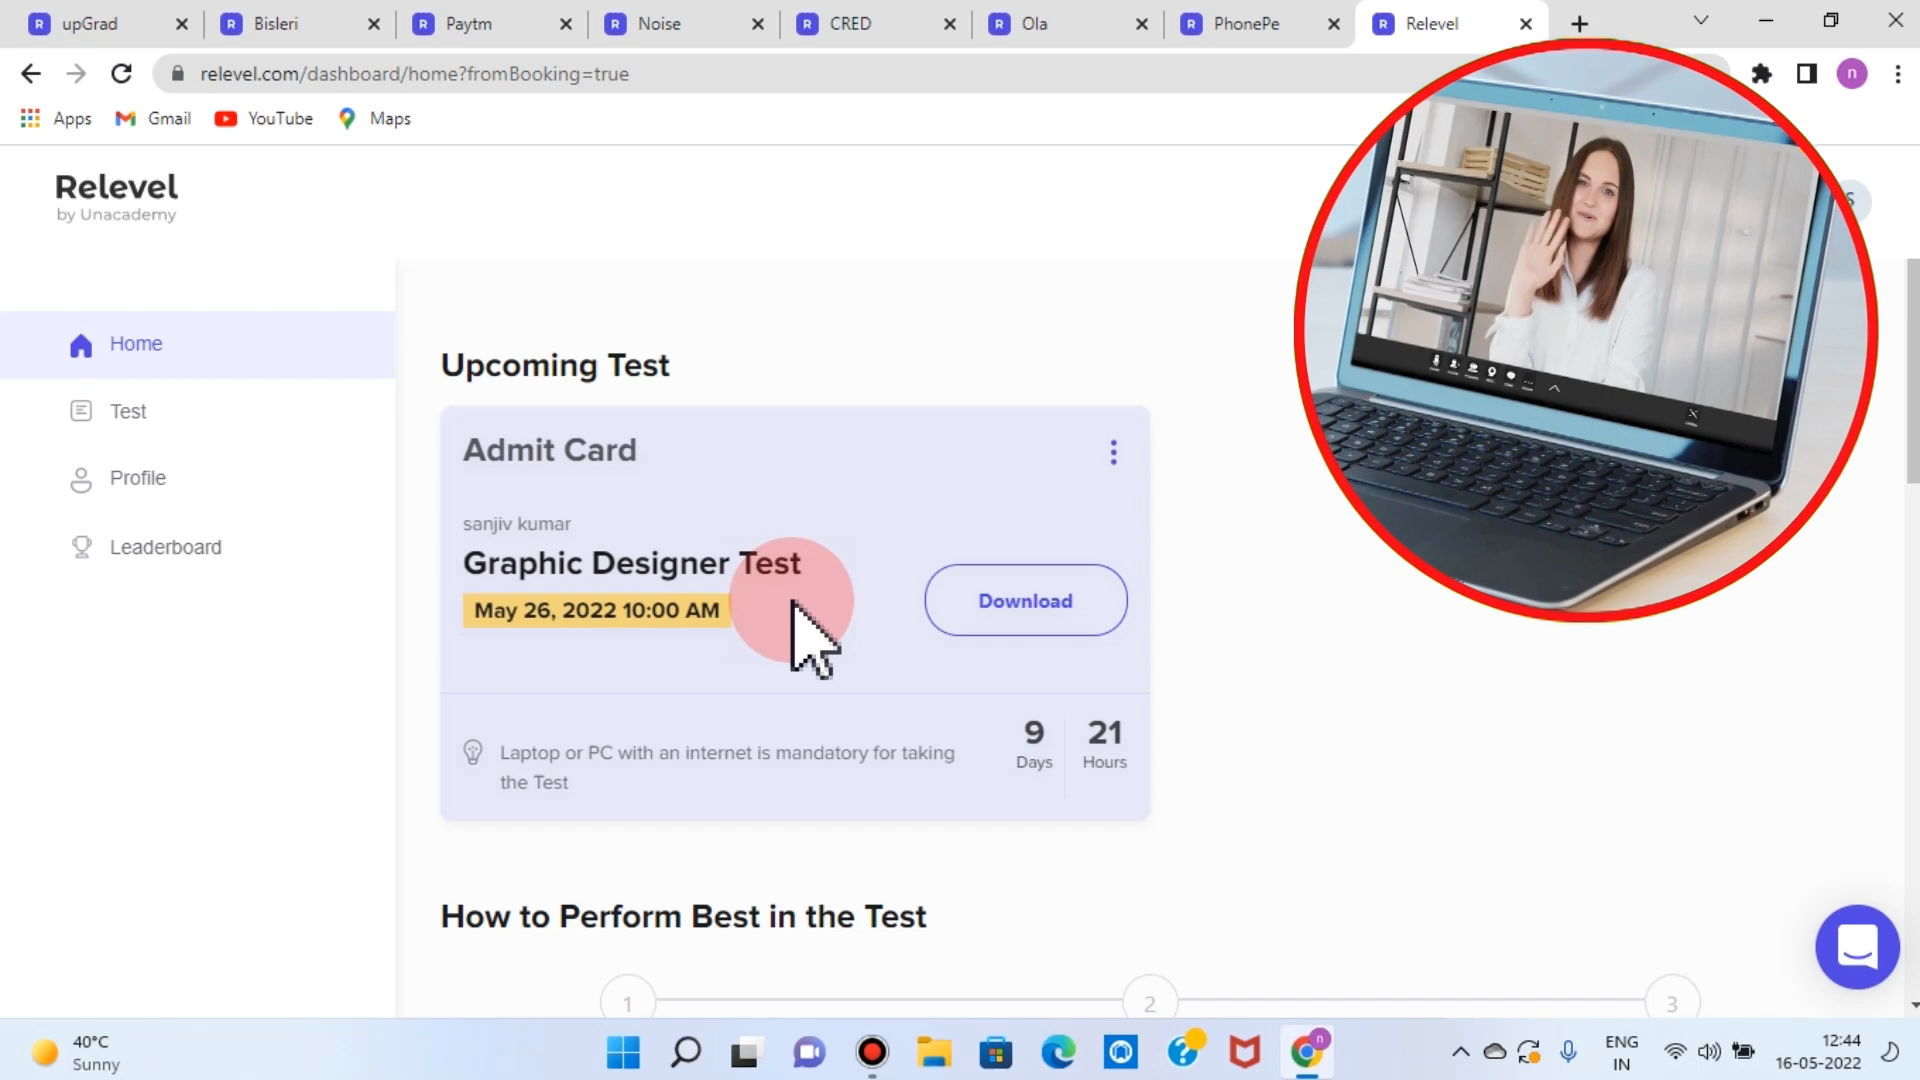 upGrad
Bisleri
Paytm
Noise
CRED
Ola
PhonePe
Relevel
relevel.com/dashboard/home?fromBooking=true
n
Apps
Gmail
YouTube
Maps
Relevel
by Unacademy
S
Home
Test
Profile
Leaderboard
Upcoming Test
Admit Card
sanjiv kumar
Graphic Designer Test
May 26, 2022 10:00 AM
Download
Laptop or PC with an internet is mandatory for taking
the Test
9
Days
21
Hours
How to Perform Best in the Test
1
2
3
40°C
Sunny
ENG
IN
12:44
16-05-2022